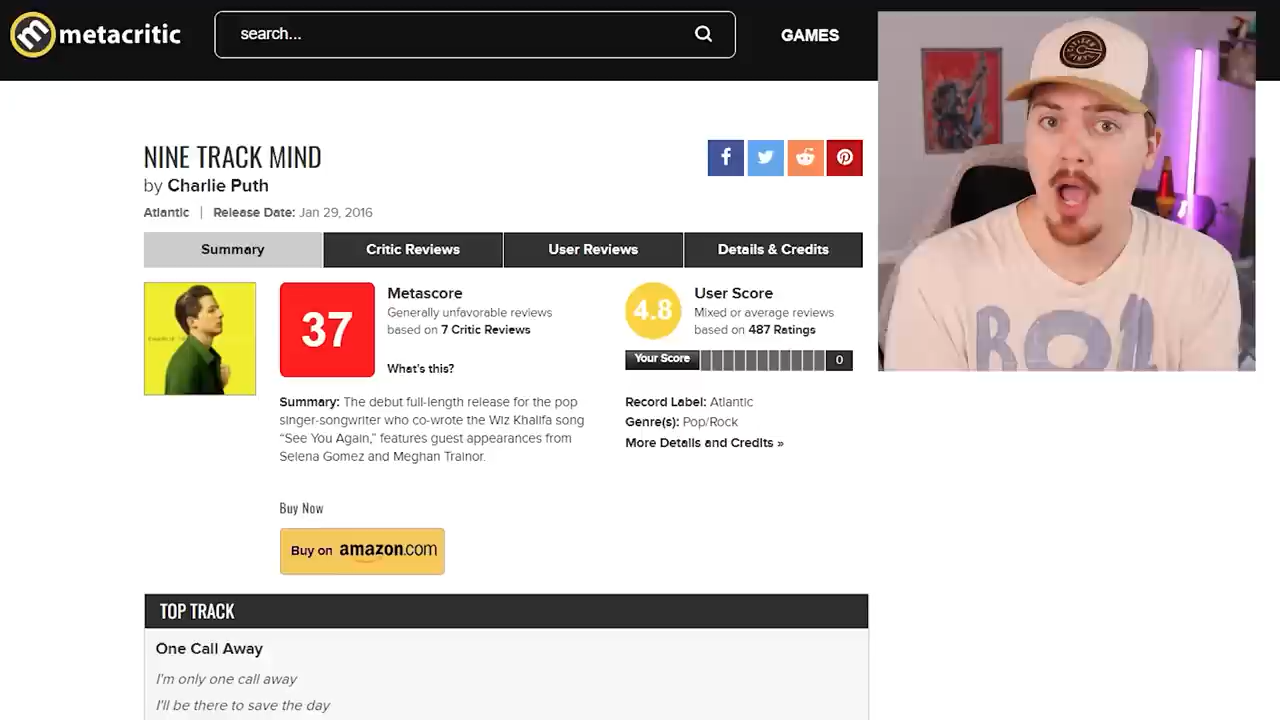 metacritic
search...
GAMES
NINE TRACK MIND
by Charlie Puth
Atlantic | Release Date: Jan 29, 2016
Summary
Critic Reviews
User Reviews
Details & Credits
37
Metascore
Generally unfavorable reviews
based on 7 Critic Reviews
What's this?
4.8
User Score
Mixed or average reviews
based on 487 Ratings
Your Score
0
Summary: The debut full-length release for the pop
singer-songwriter who co-wrote the Wiz Khalifa song
“See You Again,” features guest appearances from
Selena Gomez and Meghan Trainor.
Record Label: Atlantic
Genre(s): Pop/Rock
More Details and Credits »
Buy Now
Buy on amazon.com
TOP TRACK
One Call Away
I'm only one call away
I'll be there to save the day